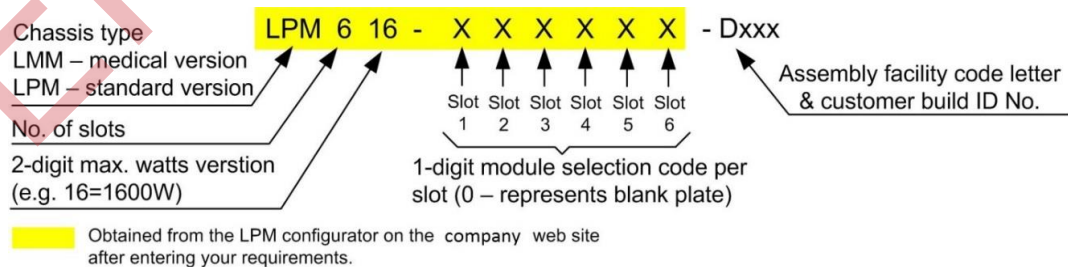 LPM 6 16 - X X X X X X - Dxxx
Chassis type
LMM – medical version
LPM – standard version
No. of slots
2-digit max. watts verstion
(e.g. 16=1600W)
Slot Slot Slot Slot Slot Slot
1 2 3 4 5 6
1-digit module selection code per
slot (0 – represents blank plate)
Assembly facility code letter
& customer build ID No.
Obtained from the LPM configurator on the company web site
after entering your requirements.